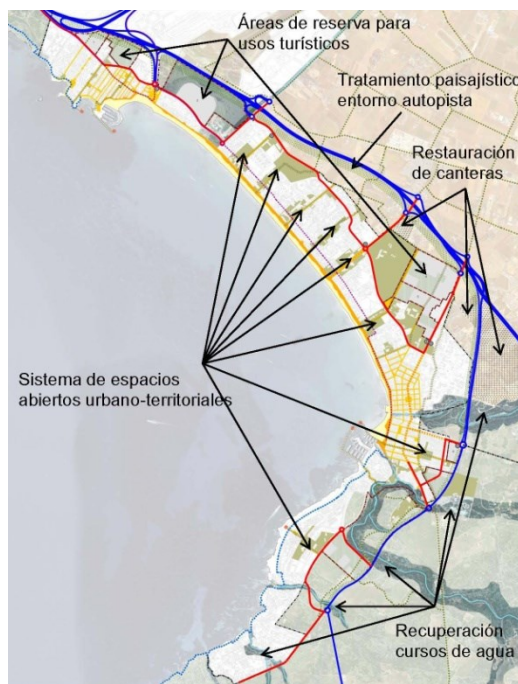 Áreas de reserva para
usos turísticos
Tratamiento paisajístico
entorno autopista
Restauración
de canteras
Sistema de espacios
abiertos urbano-territoriales
Recuperación
cursos de agua